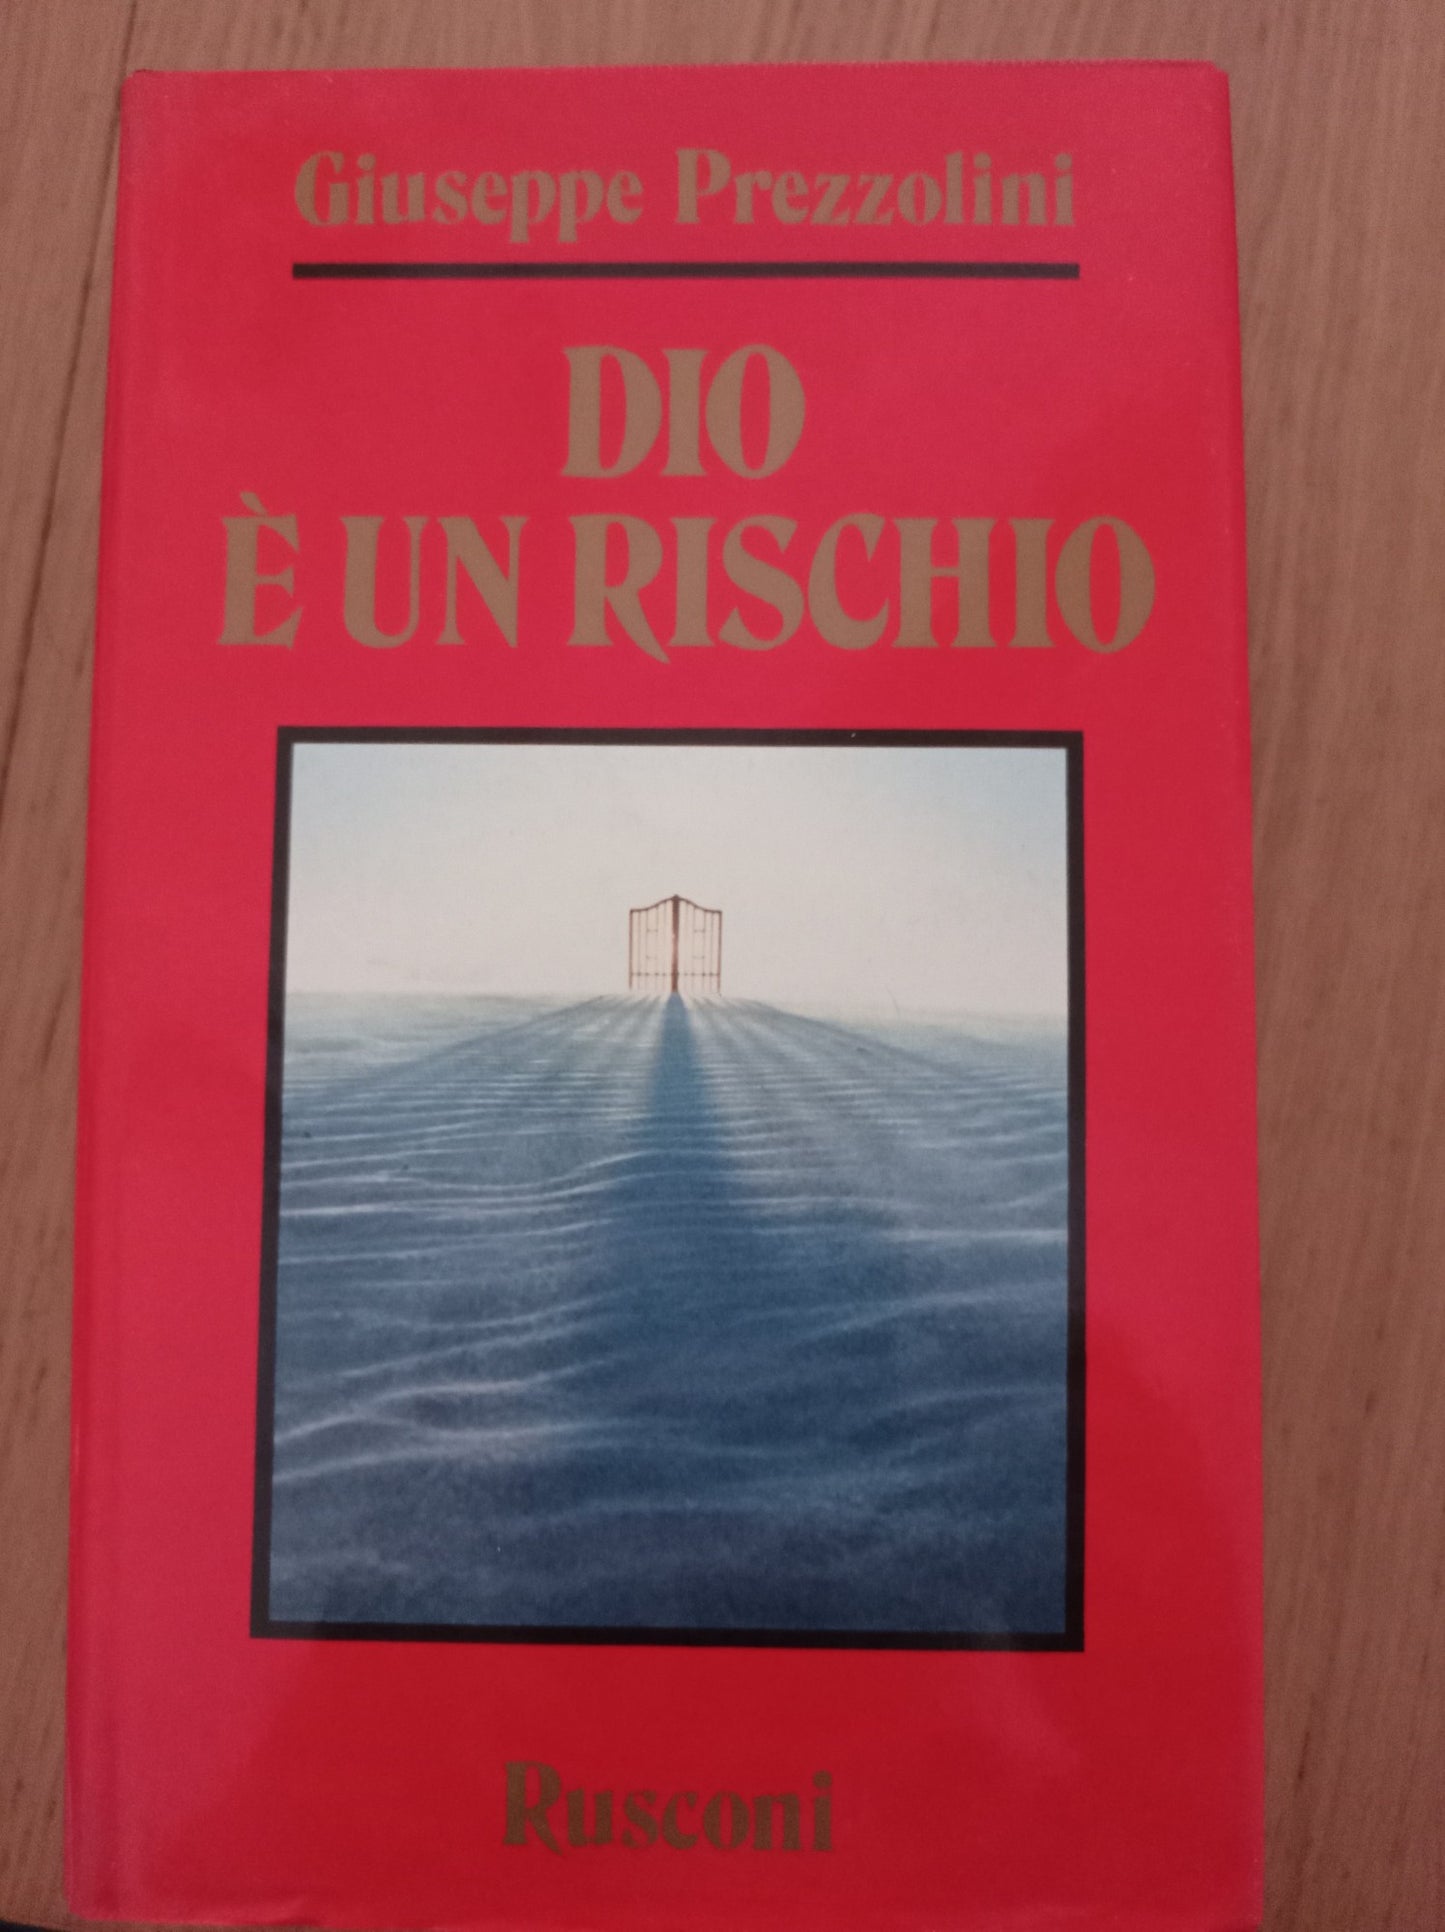 Giuseppe Prezzolini
DIO
È UN RISCHIO
Rusconi